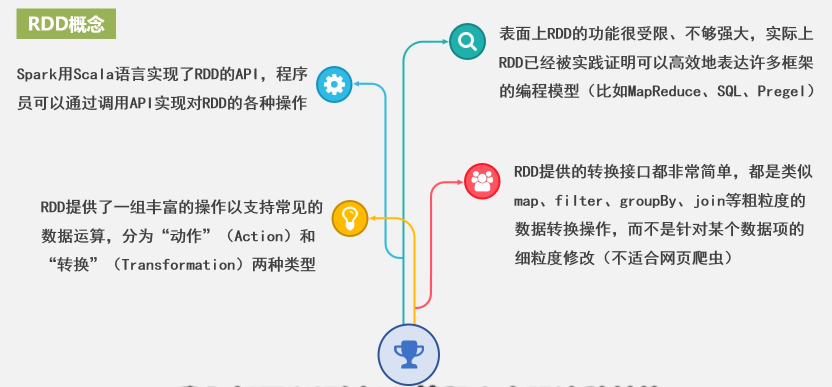 RDD概念
Spark用Scala语言实现了RDD的API，程序
员可以通过调用API实现对RDD的各种操作
RDD提供了一组丰富的操作以支持常见的
数据运算，分为“动作”（Action）和
“转换”（Transformation）两种类型
表面上RDD的功能很受限、不够强大，实际上
RDD已经被实践证明可以高效地表达许多框架
的编程模型（比如MapReduce、SQL、Pregel）
RDD提供的转换接口都非常简单，都是类似
map、filter、groupBy、join等粗粒度的
数据转换操作，而不是针对某个数据项的
细粒度修改（不适合网页爬虫）